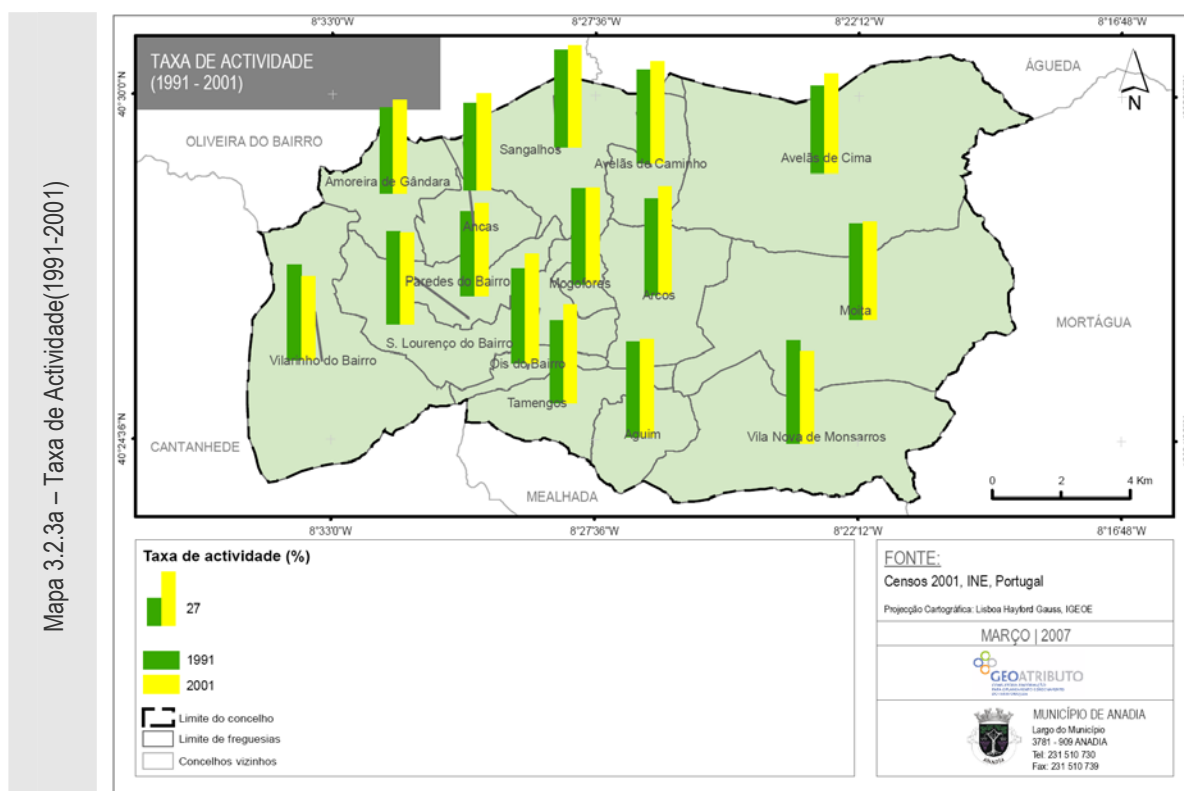 Mapa 3.2.3a – Taxa de Actividade(1991-2001)
8°33'0"W 8°27'36"W 8°22'12"W 8°16'48"W
TAXA DE ACTIVIDADE
(1991 - 2001)
40°30'0"N
ÁGUEDA
N
OLIVEIRA DO BAIRRO
Sangalhos
Avelãs de Caminho
Avelãs de Cima
Amoreira de Gândara
Ancas
Paredes do Bairro
Mogofores
Arcos
Moita
MORTÁGUA
S. Lourenço do Bairro
Vilarinho do Bairro
Óis do Bairro
Tamengos
Aguim
Vila Nova de Monsarros
40°24'36"N
CANTANHEDE
MEALHADA
0 2 4 Km
8°33'0"W 8°27'36"W 8°22'12"W 8°16'48"W
Taxa de actividade (%)
27
1991
2001
Limite do concelho
Limite de freguesias
Concelhos vizinhos
FONTE:
Censos 2001, INE, Portugal
Projecção Cartográfica: Lisboa Hayford Gauss, IGEOE
MARÇO | 2007
GEOATRIBUTO
MUNICÍPIO DE ANADIA
Largo do Município
3781 - 909 ANADIA
Tel: 231 510 730
Fax: 231 510 739
ANADIA